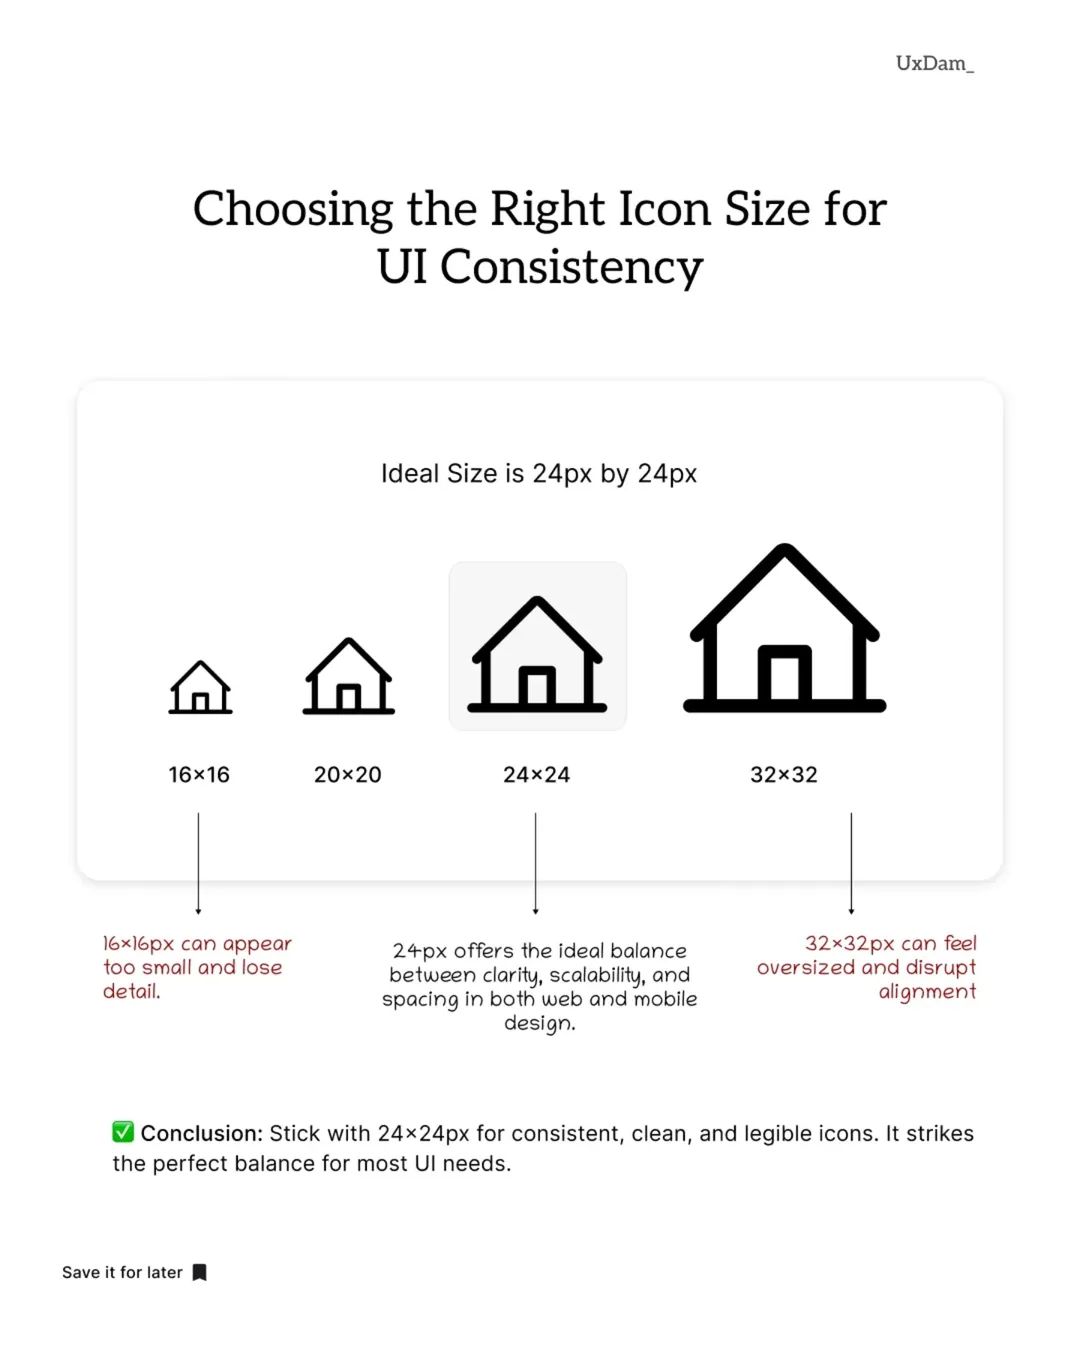 UxDam_
Choosing the Right Icon Size for
UI Consistency
Ideal Size is 24px by 24px
16×16
20×20
24×24
32×32
16×16px can appear
too small and lose
detail.
24px offers the ideal balance
between clarity, scalability, and
spacing in both web and mobile
design.
32×32px can feel
oversized and disrupt
alignment
✅ Conclusion: Stick with 24×24px for consistent, clean, and legible icons. It strikes
the perfect balance for most UI needs.
Save it for later